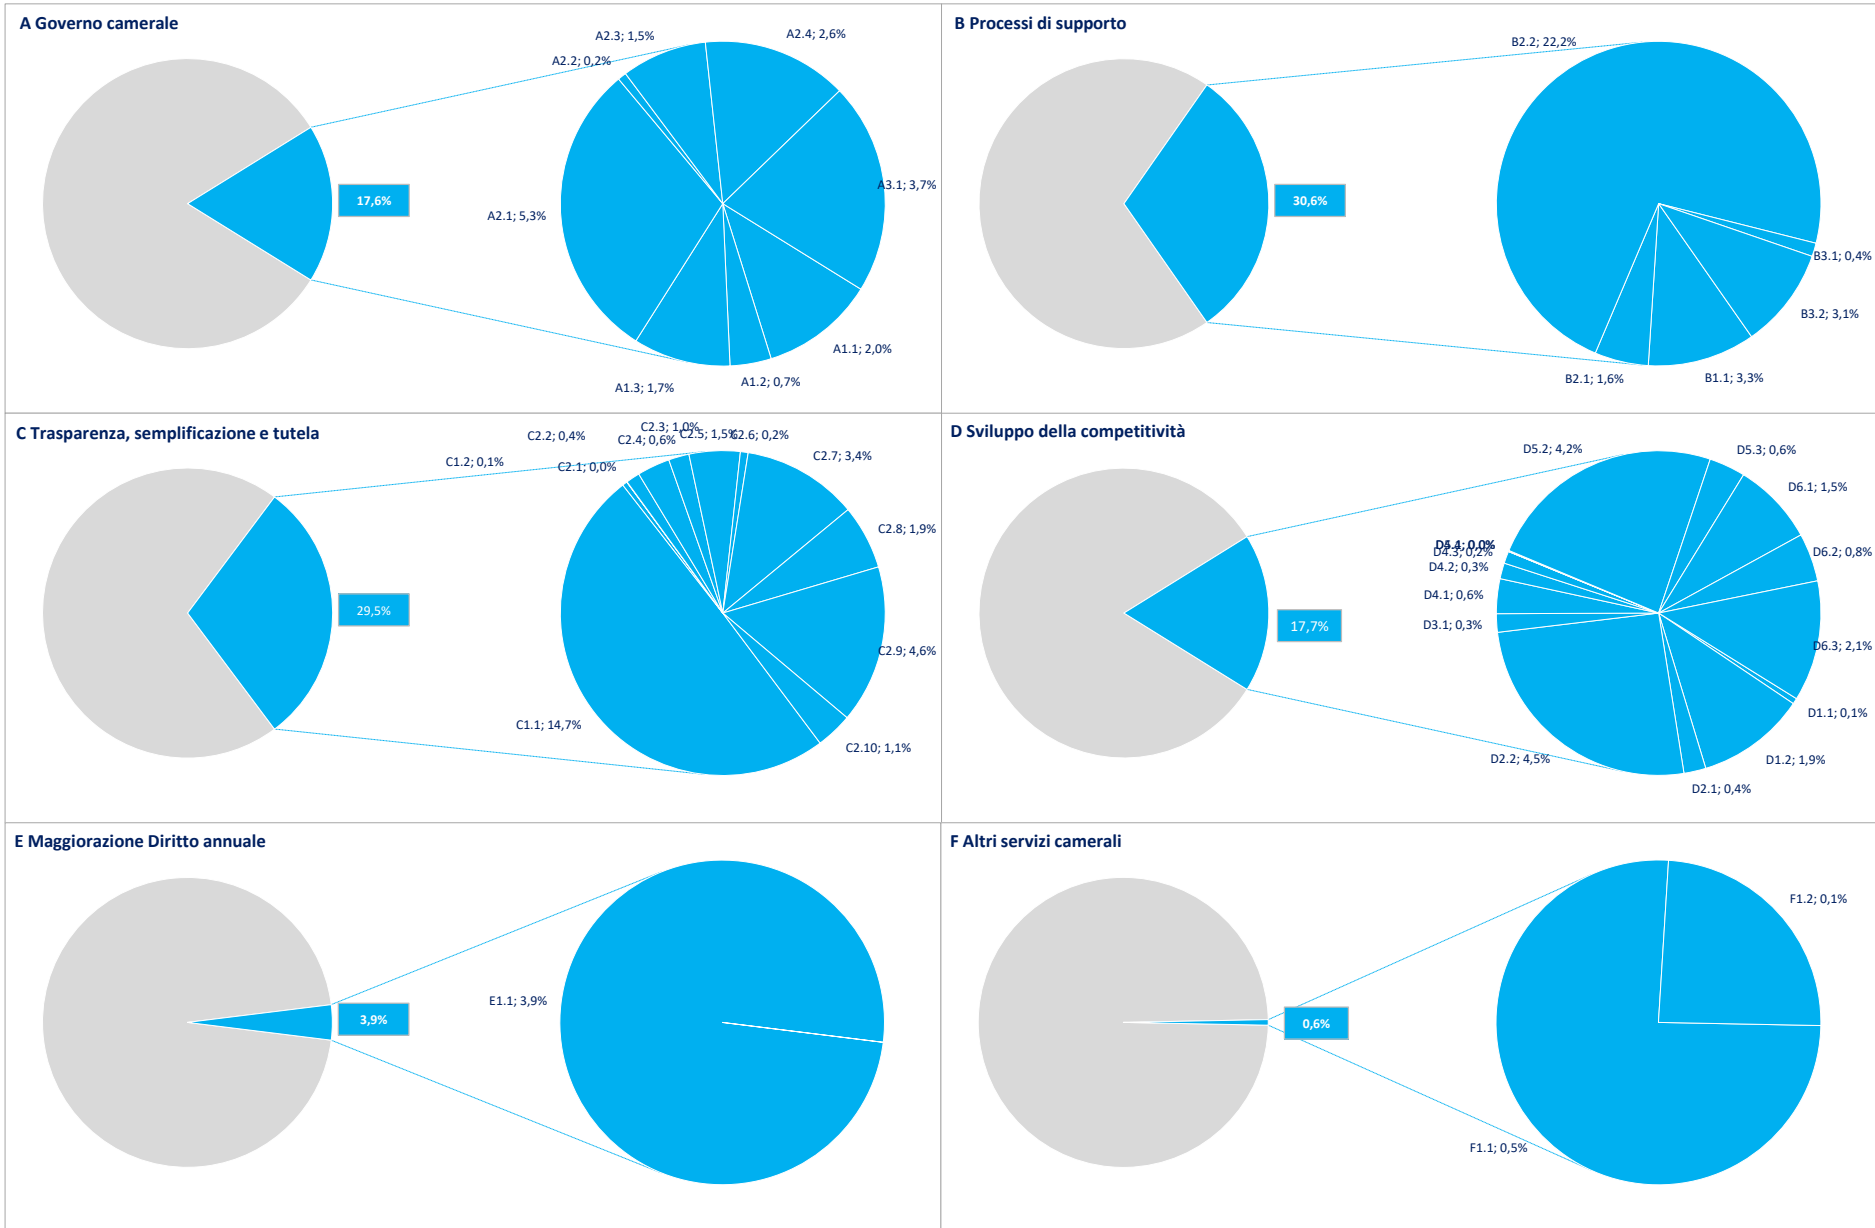 A Governo camerale
A2.3; 1,5%
A2.4; 2,6%
A2.2; 0,2%
17,6%
A3.1; 3,7%
A2.1; 5,3%
A1.1; 2,0%
A1.3; 1,7%
A1.2; 0,7%
B Processi di supporto
B2.2; 22,2%
30,6%
B3.1; 0,4%
B3.2; 3,1%
B2.1; 1,6%
B1.1; 3,3%
C Trasparenza, semplificazione e tutela
C2.3; 1,0%
C2.2; 0,4%
C2.4; 0,6%
C2.5; 1,5%
C2.6; 0,2%
C1.2; 0,1%
C2.1; 0,0%
C2.7; 3,4%
C2.8; 1,9%
29,5%
C2.9; 4,6%
C1.1; 14,7%
C2.10; 1,1%
D Sviluppo della competitività
D5.2; 4,2%
D5.3; 0,6%
D6.1; 1,5%
D4.3; 0,2%
D6.2; 0,8%
D4.2; 0,3%
D4.1; 0,6%
D3.1; 0,3%
17,7%
D6.3; 2,1%
D1.1; 0,1%
D2.2; 4,5%
D1.2; 1,9%
D2.1; 0,4%
E Maggiorazione Diritto annuale
E1.1; 3,9%
3,9%
F Altri servizi camerali
F1.2; 0,1%
0,6%
F1.1; 0,5%